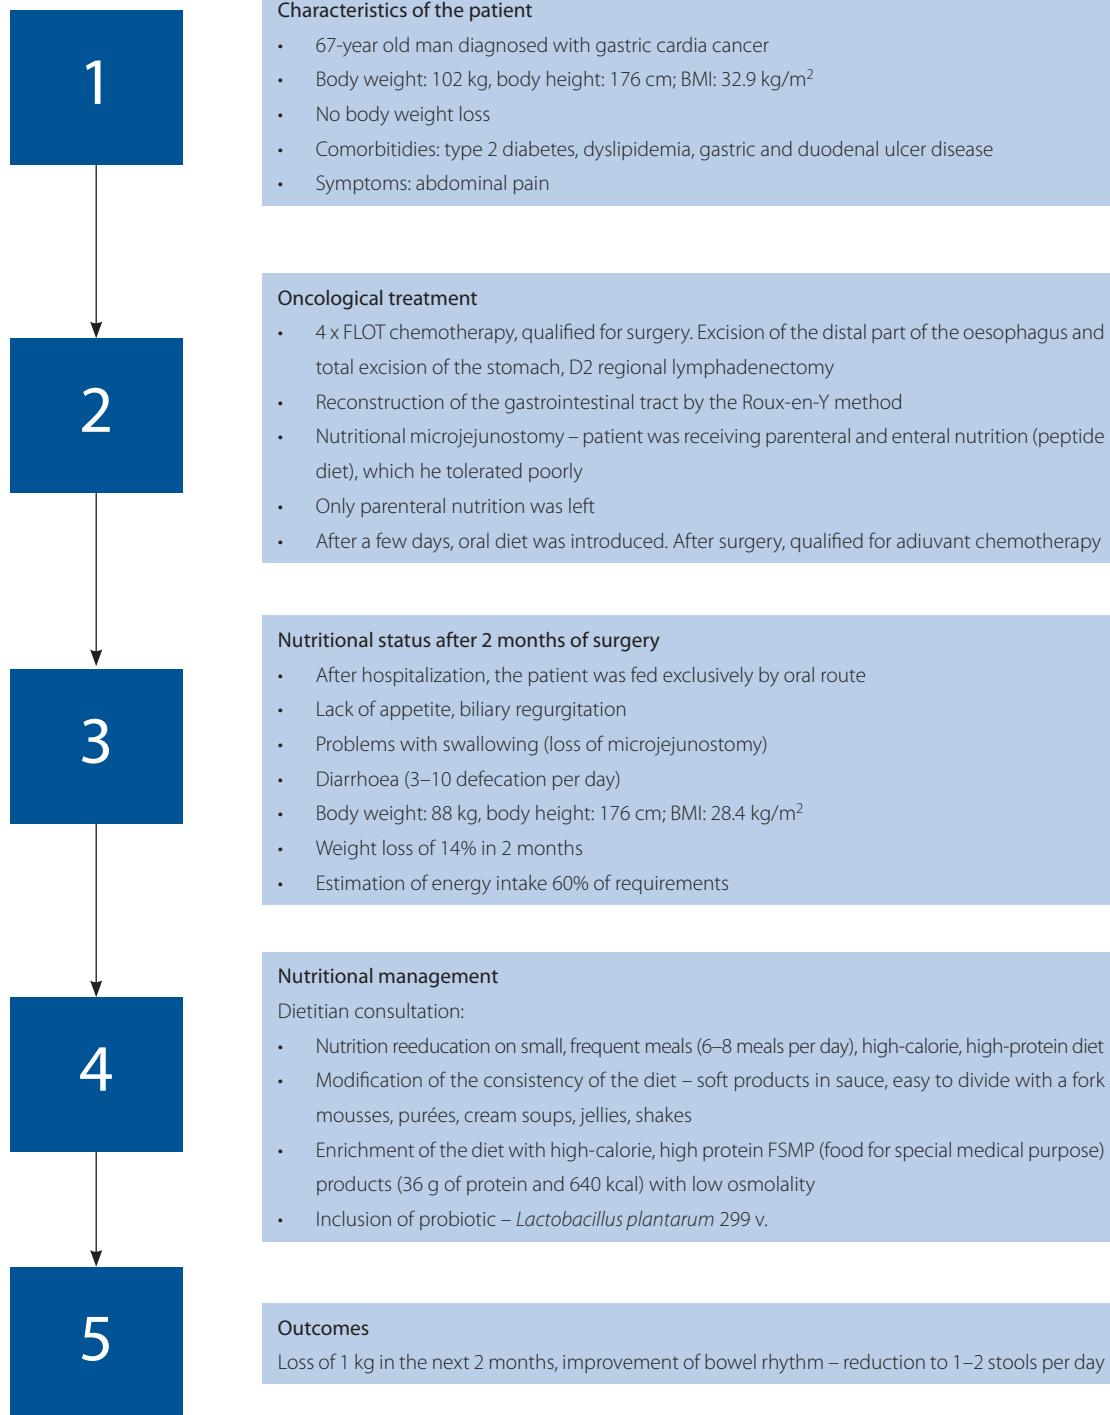 1
Characteristics of the patient
• 67-year old man diagnosed with gastric cardia cancer
• Body weight: 102 kg, body height: 176 cm; BMI: 32.9 kg/m²
• No body weight loss
• Comorbitidies: type 2 diabetes, dyslipidemia, gastric and duodenal ulcer disease
• Symptoms: abdominal pain
2
Oncological treatment
• 4 x FLOT chemotherapy, qualified for surgery. Excision of the distal part of the oesophagus and
total excision of the stomach, D2 regional lymphadenectomy
• Reconstruction of the gastrointestinal tract by the Roux-en-Y method
• Nutritional microjejunostomy – patient was receiving parenteral and enteral nutrition (peptide
diet), which he tolerated poorly
• Only parenteral nutrition was left
• After a few days, oral diet was introduced. After surgery, qualified for adiuvant chemotherapy
3
Nutritional status after 2 months of surgery
• After hospitalization, the patient was fed exclusively by oral route
• Lack of appetite, biliary regurgitation
• Problems with swallowing (loss of microjejunostomy)
• Diarrhoea (3–10 defecation per day)
• Body weight: 88 kg, body height: 176 cm; BMI: 28.4 kg/m²
• Weight loss of 14% in 2 months
• Estimation of energy intake 60% of requirements
4
Nutritional management
Dietitian consultation:
• Nutrition reeducation on small, frequent meals (6–8 meals per day), high-calorie, high-protein diet
• Modification of the consistency of the diet – soft products in sauce, easy to divide with a fork
mousses, purées, cream soups, jellies, shakes
• Enrichment of the diet with high-calorie, high protein FSMP (food for special medical purpose)
products (36 g of protein and 640 kcal) with low osmolality
• Inclusion of probiotic – Lactobacillus plantarum 299 v.
5
Outcomes
Loss of 1 kg in the next 2 months, improvement of bowel rhythm – reduction to 1–2 stools per day